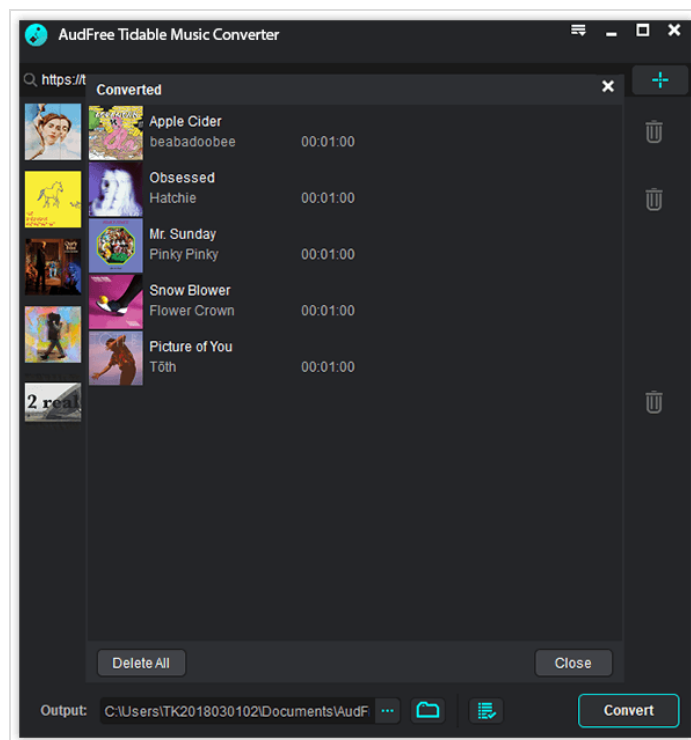 AudFree Tidable Music Converter
https://t
Converted
Apple Cider
beabadoobee 00:01:00
Obsessed
Hatchie 00:01:00
Mr. Sunday
Pinky Pinky 00:01:00
Snow Blower
Flower Crown 00:01:00
Picture of You
Tōth 00:01:00
2 real
Delete All Close
Output: C:\Users\TK2018030102\Documents\AudF ... Convert